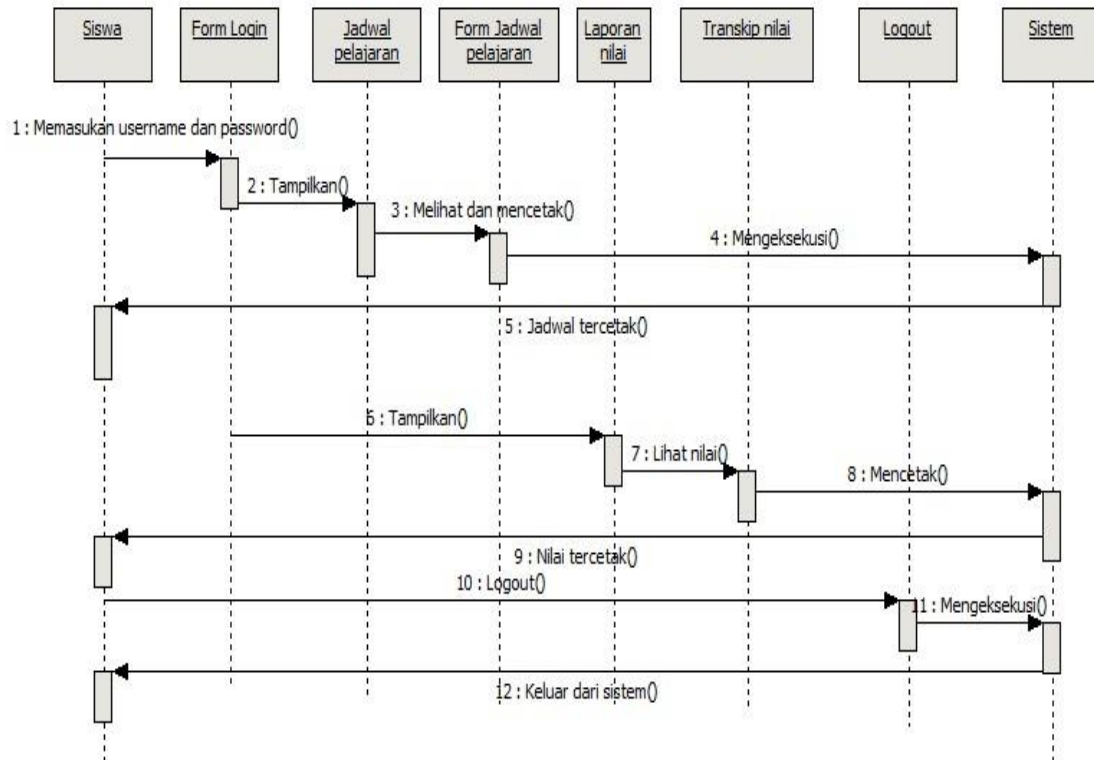 Siswa
Form Login
Jadwal
pelajaran
Form Jadwal
pelajaran
Laporan
nilai
Transkip nilai
Logout
Sistem
1 : Memasukan username dan password()
2 : Tampilkan()
3 : Melihat dan mencetak()
4 : Mengeksekusi()
5 : Jadwal tercetak()
6 : Tampilkan()
7 : Lihat nilai()
8 : Mencetak()
9 : Nilai tercetak()
10 : Logout()
11 : Mengeksekusi()
12 : Keluar dari sistem()